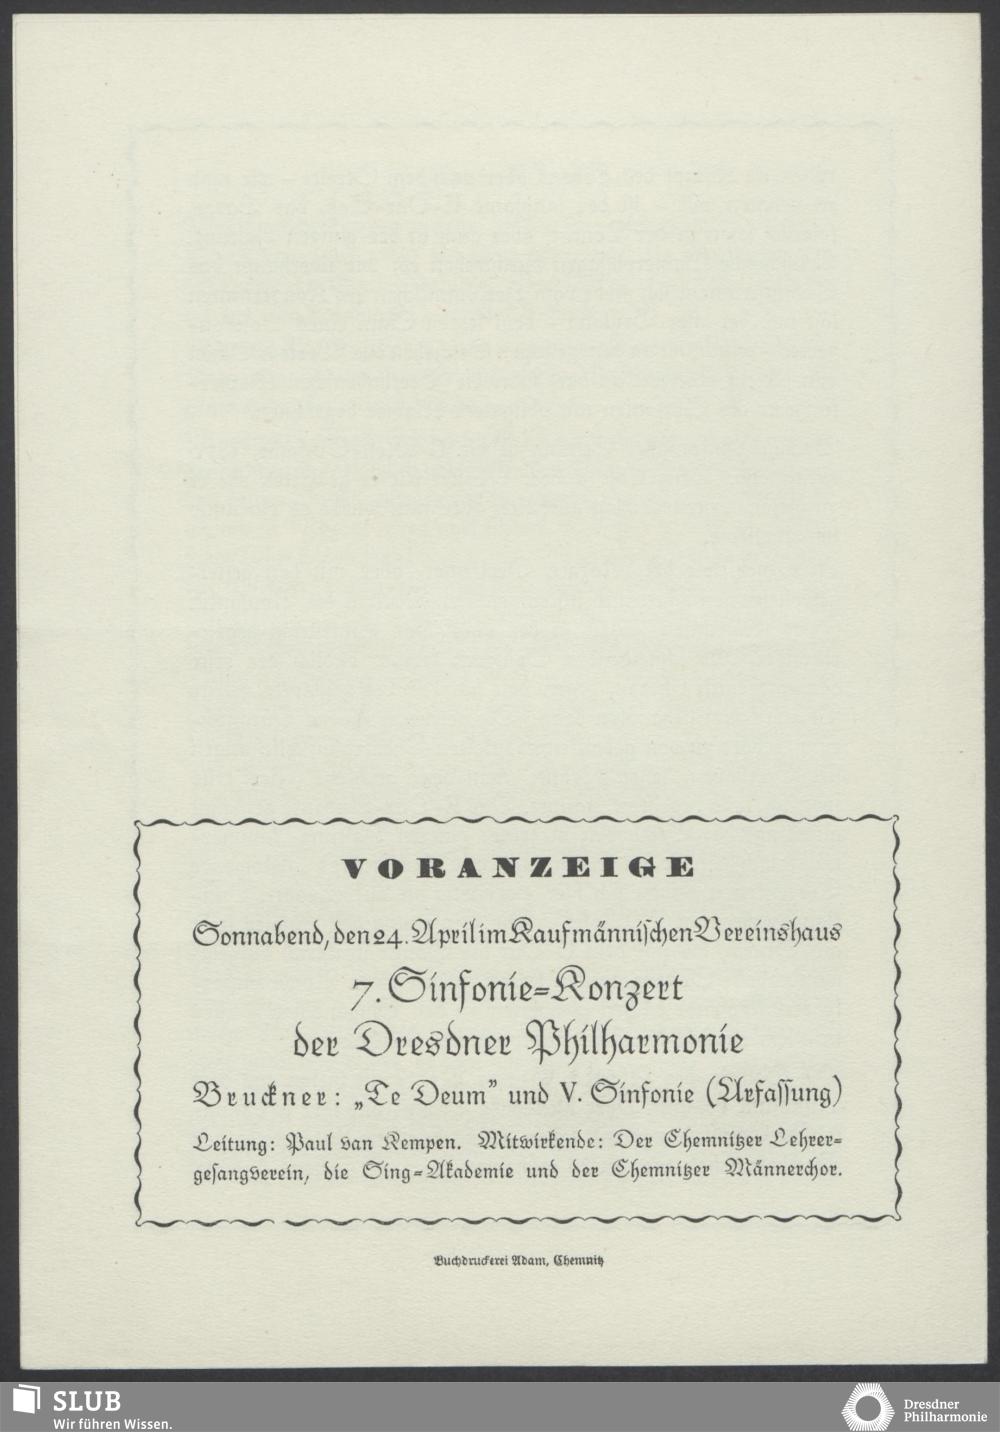 VORANZEIGE
Sonnabend, den 24. April im Kaufmännischen Vereinshaus
7. Sinfonie=Konzert
der Dresdner Philharmonie
Bruckner: „Te Deum” und V. Sinfonie (Urfassung)
Leitung: Paul van Kempen. Mitwirkende: Der Chemnitzer Lehrer=
gesangverein, die Sing=Akademie und der Chemnitzer Männerchor.
Buchdruckerei Adam, Chemnitz
SLUB
Wir führen Wissen.
Dresdner
Philharmonie